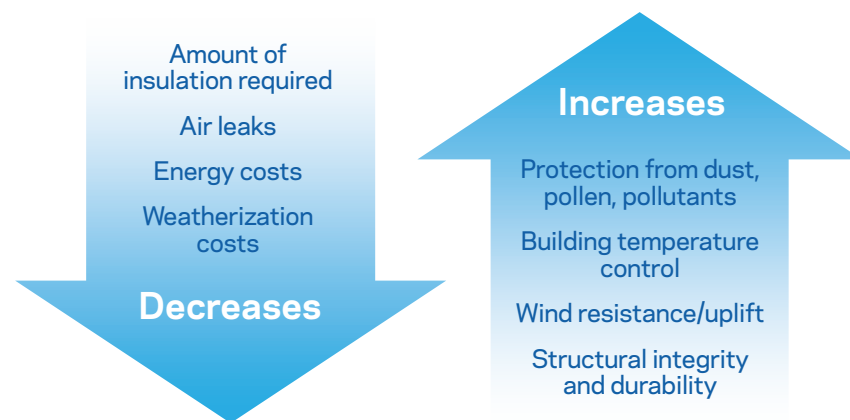 Amount of
insulation required
Air leaks
Energy costs
Weatherization
costs
Decreases
Increases
Protection from dust,
pollen, pollutants
Building temperature
control
Wind resistance/uplift
Structural integrity
and durability